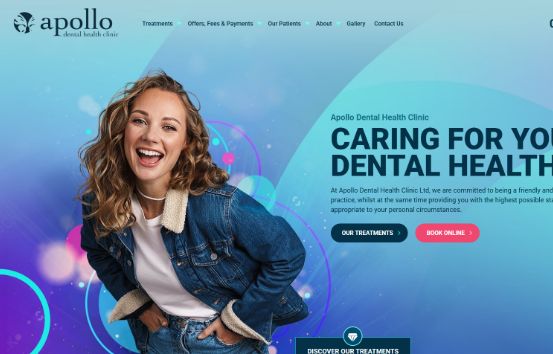 apollo
dental health clinic
Treatments
Offers, Fees & Payments
Our Patients
About
Gallery
Contact Us
Apollo Dental Health Clinic
CARING FOR YOU
DENTAL HEALTH
At Apollo Dental Health Clinic Ltd, we are committed to being a friendly and
practice, whilst at the same time providing you with the highest possible
appropriate to your personal circumstances.
OUR TREATMENTS
BOOK ONLINE
DISCOVER OUR TREATMENTS